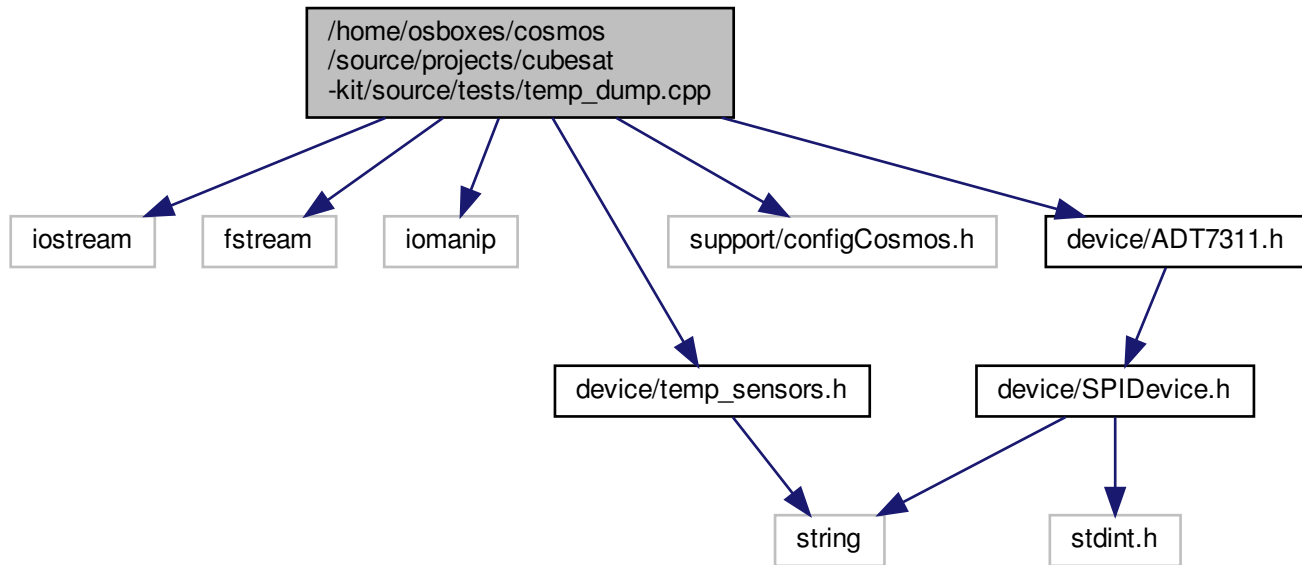 /home/osboxes/cosmos
/source/projects/cubesat
-kit/source/tests/temp_dump.cpp
iostream
fstream
iomanip
support/configCosmos.h
device/ADT7311.h
device/temp_sensors.h
device/SPIDevice.h
string
stdint.h